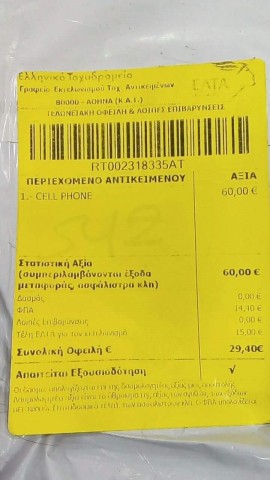 Ελληνικά Ταχυδρομεία
Γραφείο Εκτελωνισμού Ταχ. Αντικειμένων
80000 - ΑΘΗΝΑ (Κ.Α.Τ.)
ΕΛΤΑ
ΤΕΛΩΝΕΙΑΚΗ ΟΦΕΙΛΗ & ΛΟΙΠΕΣ ΕΠΙΒΑΡΥΝΣΕΙΣ
RT002318335AT
ΠΕΡΙΕΧΟΜΕΝΟ ΑΝΤΙΚΕΙΜΕΝΟΥ ΑΞΙΑ
1.- CELL PHONE 60,00 €
Στατιστική Αξία
(συμπεριλαμβάνονται έξοδα 60,00 €
μεταφοράς, ασφάλιστρα κλπ)
Δασμός 0,00 €
ΦΠΑ 14,40 €
Λοιπές Επιβαρύνσεις 0,00 €
Τέλη ΕΛΤΑ για τον εκτελωνισμό 15,00 €
Συνολική Οφειλή € 29,40€
Απαιτείται Εξουσιοδότηση √